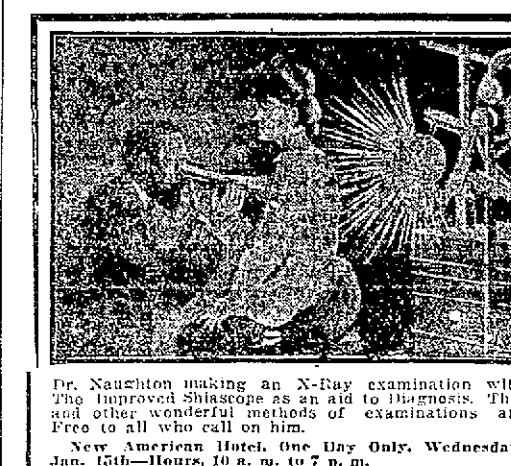 Dr. Naughton making an X-Ray examination wit
The Improved Shiascope as an aid to Diagnosis. Th
and other wonderful methods of examinations a
Free to all who call on him.
New American Hotel, One Day Only, Wednesda
Jan. 15th—Hours, 10 a. m. to 7 p. m.